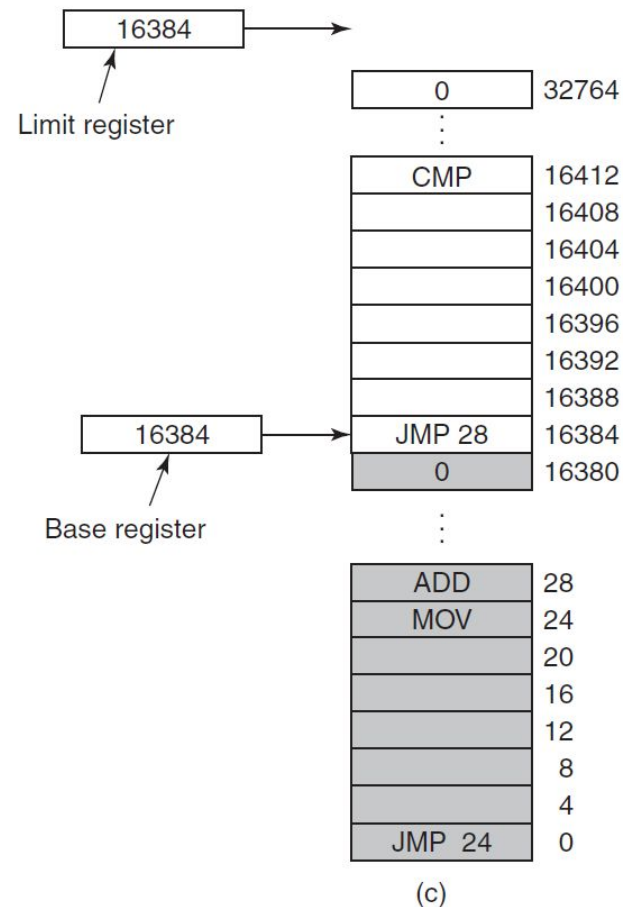 16384
Limit register
0 32764
CMP 16412
16408
16404
16400
16396
16392
16388
16384 JMP 28 16384
0 16380
Base register
ADD 28
MOV 24
20
16
12
8
4
JMP 24 0
(c)